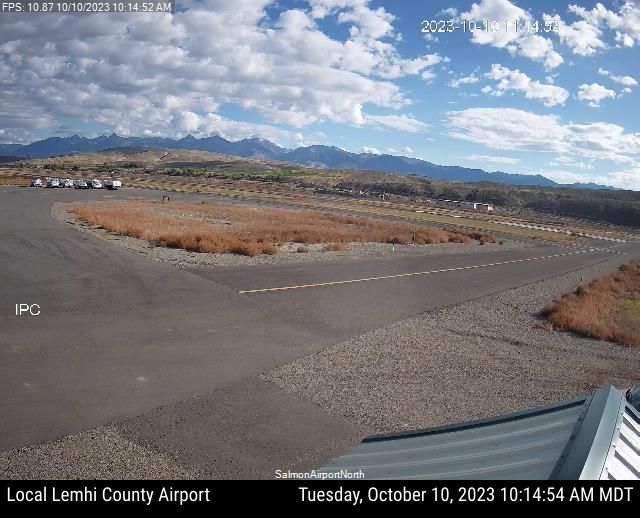 FPS: 10.87 10/10/2023 10:14:52 AM
2023-10-10 11:14:53
IPC
SalmonAirportNorth
Local Lemhi County Airport
Tuesday, October 10, 2023 10:14:54 AM MDT